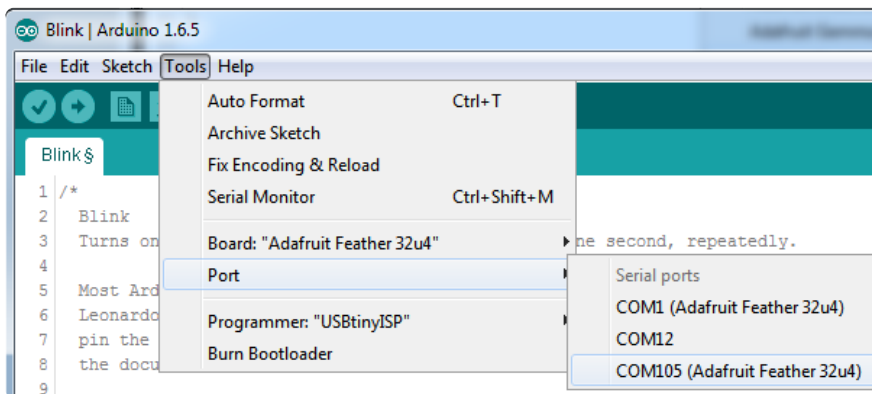 Blink | Arduino 1.6.5
File Edit Sketch Tools Help
Blink §
Auto Format Ctrl+T
Archive Sketch
Fix Encoding & Reload
Serial Monitor Ctrl+Shift+M
Board: "Adafruit Feather 32u4"
Port
Programmer: "USBtinyISP"
Burn Bootloader
Serial ports
COM1 (Adafruit Feather 32u4)
COM12
COM105 (Adafruit Feather 32u4)
1 /*
2 Blink
3 Turns on ne second, repeatedly.
4
5 Most Ard
6 Leonardo
7 pin the
8 the docu
9